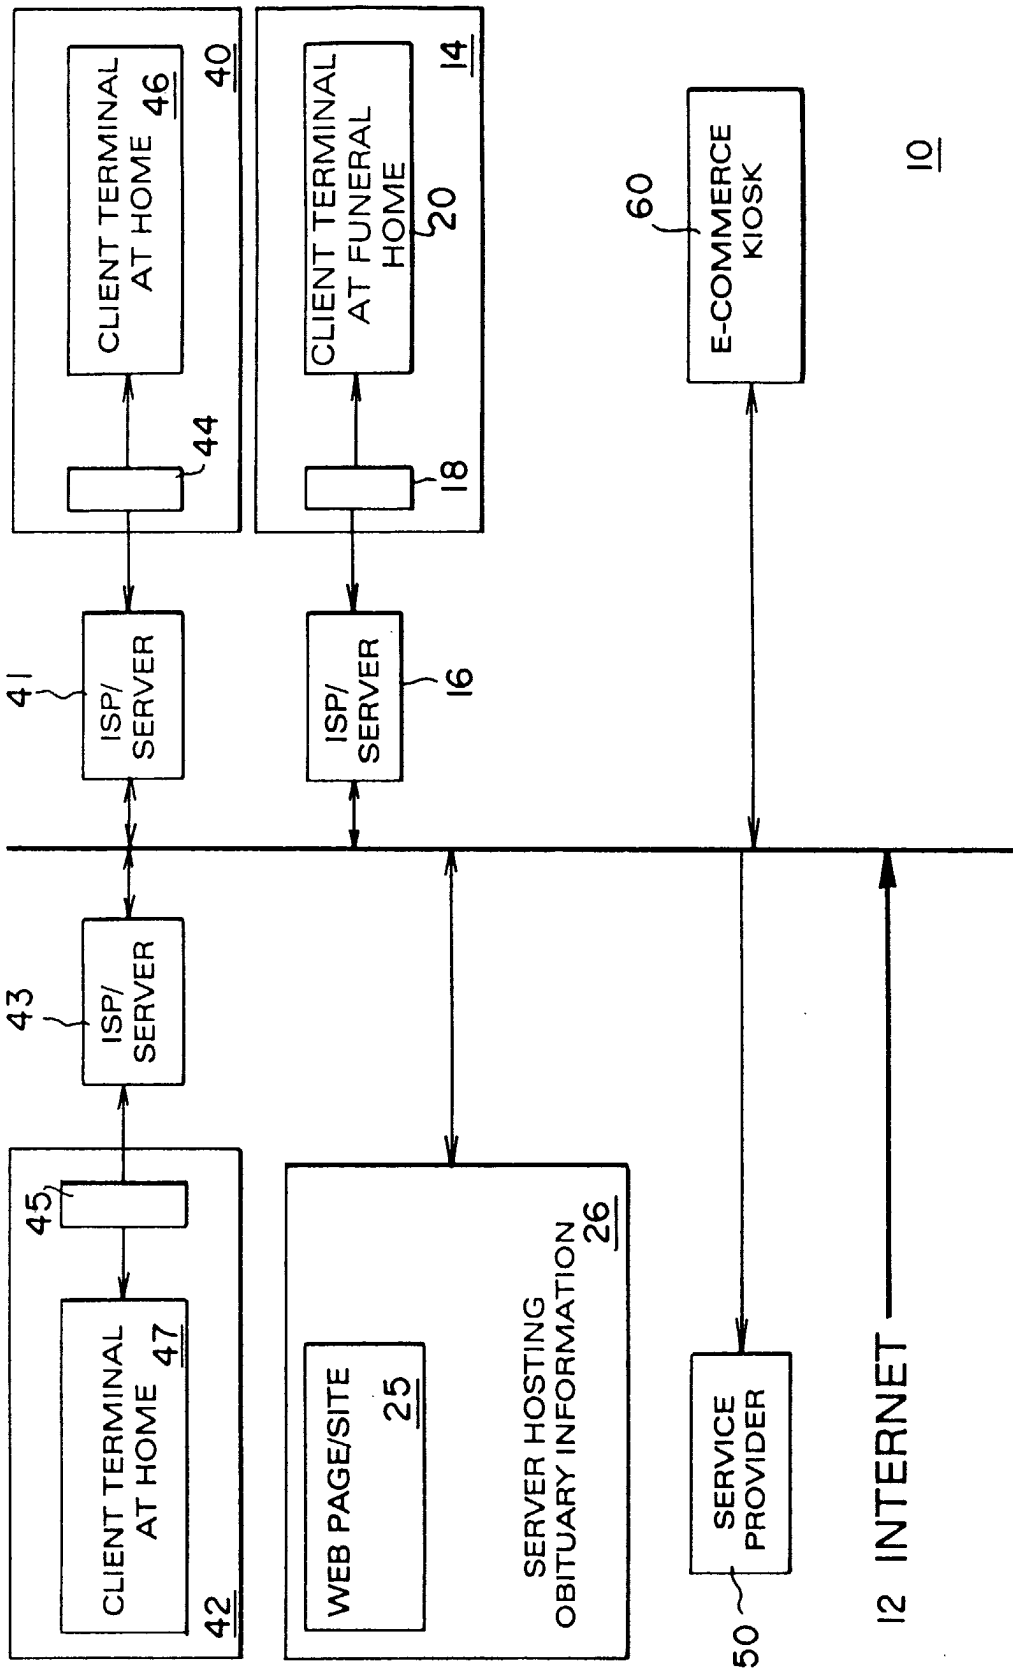 CLIENT TERMINAL
AT HOME
46
40
44
41
ISP/
SERVER
CLIENT TERMINAL
AT FUNERAL
HOME
20
14
18
ISP/
SERVER
16
60
E-COMMERCE
KIOSK
10
43
ISP/
SERVER
45
CLIENT TERMINAL
AT HOME
47
42
WEB PAGE/SITE
25
SERVER HOSTING
OBITUARY INFORMATION
26
SERVICE
PROVIDER
50
12 INTERNET